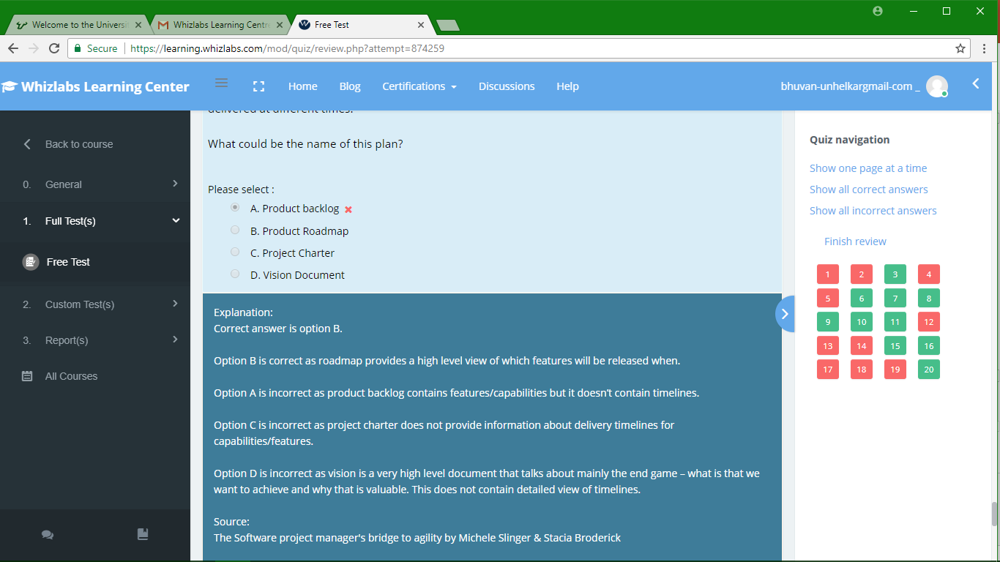 Welcome to the Universi
Whizlabs Learning Centre
Free Test
Secure
https://learning.whizlabs.com/mod/quiz/review.php?attempt=874259
Whizlabs Learning Center
Home
Blog
Certifications
Discussions
Help
bhuvan-unhelkargmail-com _
Back to course
0. General
1. Full Test(s)
Free Test
2. Custom Test(s)
3. Report(s)
All Courses
delivered at different times.
What could be the name of this plan?
Please select :
A. Product backlog
B. Product Roadmap
C. Project Charter
D. Vision Document
Explanation:
Correct answer is option B.
Option B is correct as roadmap provides a high level view of which features will be released when.
Option A is incorrect as product backlog contains features/capabilities but it doesn’t contain timelines.
Option C is incorrect as project charter does not provide information about delivery timelines for
capabilities/features.
Option D is incorrect as vision is a very high level document that talks about mainly the end game – what is that we
want to achieve and why that is valuable. This does not contain detailed view of timelines.
Source:
The Software project manager's bridge to agility by Michele Slinger & Stacia Broderick
Quiz navigation
Show one page at a time
Show all correct answers
Show all incorrect answers
Finish review
1 2 3 4
5 6 7 8
9 10 11 12
13 14 15 16
17 18 19 20